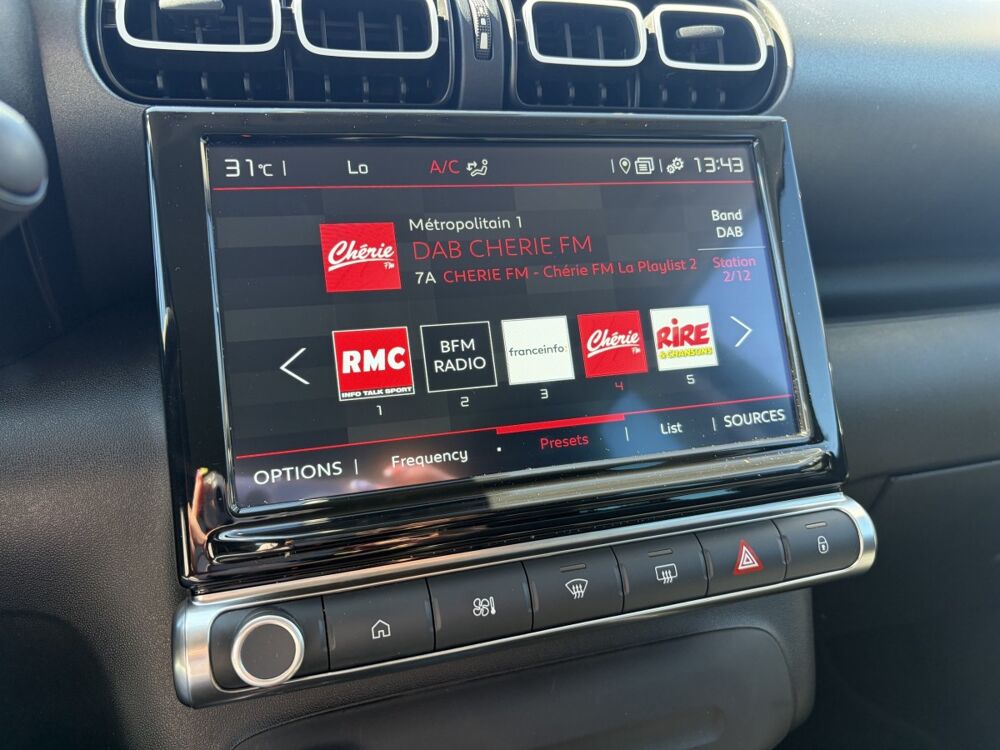 31°C
Lo
A/C
13:43
Métropolitain 1
DAB CHERIE FM
7A CHERIE FM - Chérie FM La Playlist 2
Band
DAB
Station
2/12
Chérie FM
RMC
INFO TALK SPORT
1
BFM
RADIO
2
franceinfo:
3
Chérie FM
4
RIRE
& CHANSONS
5
OPTIONS
Frequency
Presets
List
SOURCES